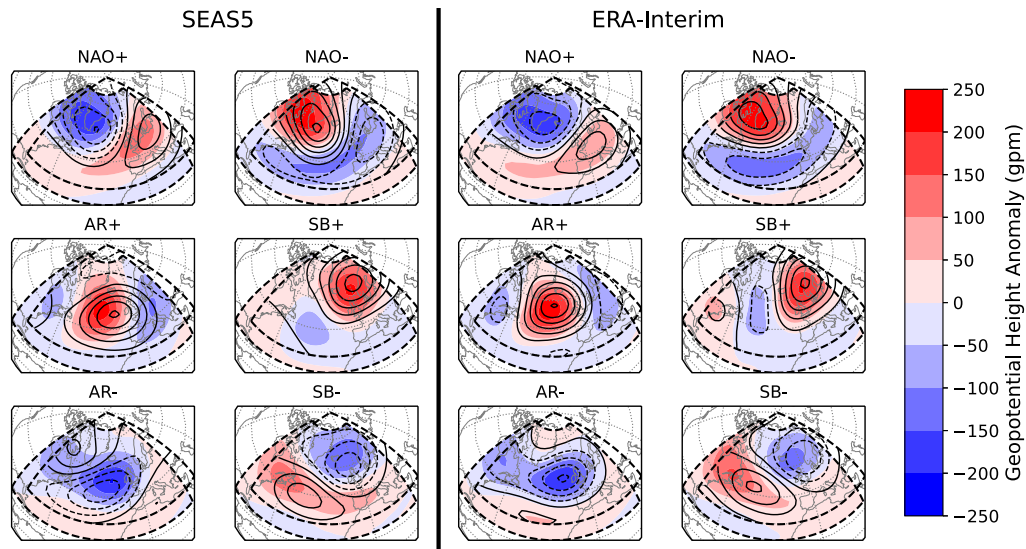 SEAS5
ERA-Interim
NAO+
NAO-
NAO+
NAO-
AR+
SB+
AR+
SB+
AR-
SB-
AR-
SB-
250
200
150
100
50
0
−50
−100
−150
−200
−250
Geopotential Height Anomaly (gpm)